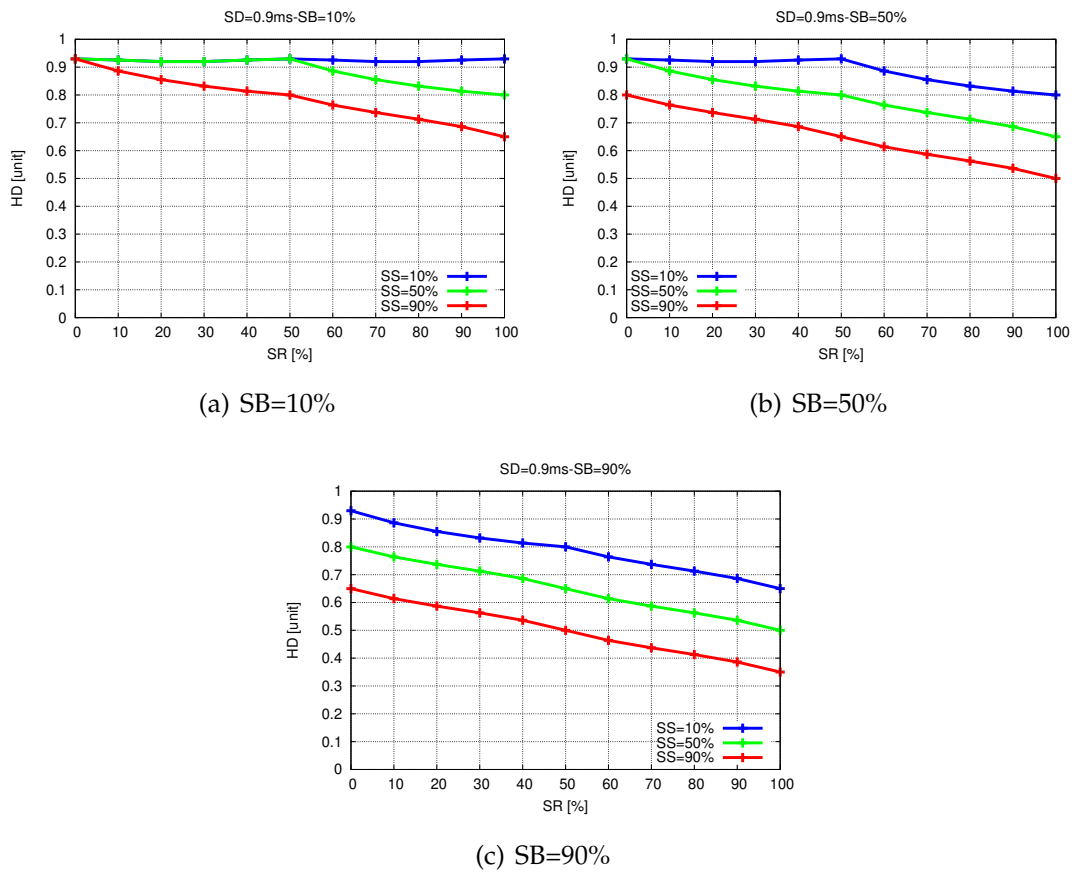 SD=0.9ms-SB=10%
1
0.9
0.8
0.7
0.6
0.5
0.4
0.3
0.2
0.1
0
HD [unit]
SS=10%
SS=50%
SS=90%
0 10 20 30 40 50 60 70 80 90 100
SR [%]
(a) SB=10%
SD=0.9ms-SB=50%
1
0.9
0.8
0.7
0.6
0.5
0.4
0.3
0.2
0.1
0
HD [unit]
SS=10%
SS=50%
SS=90%
0 10 20 30 40 50 60 70 80 90 100
SR [%]
(b) SB=50%
SD=0.9ms-SB=90%
1
0.9
0.8
0.7
0.6
0.5
0.4
0.3
0.2
0.1
0
HD [unit]
SS=10%
SS=50%
SS=90%
0 10 20 30 40 50 60 70 80 90 100
SR [%]
(c) SB=90%